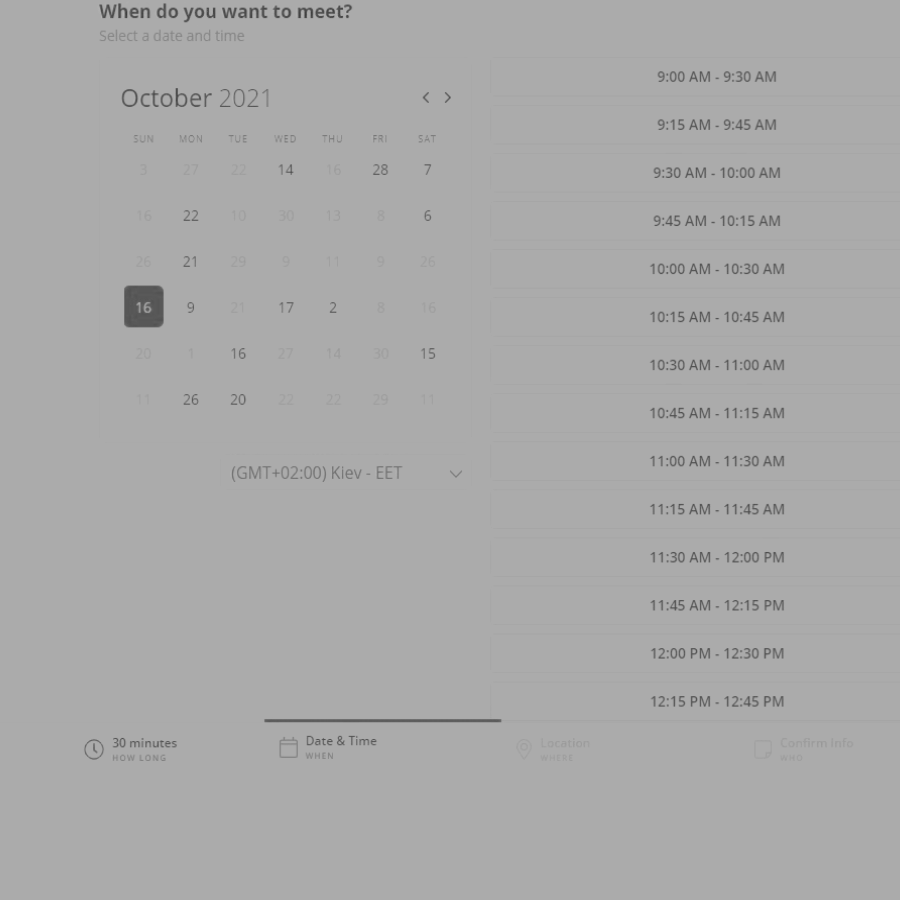 When do you want to meet?
Select a date and time
October 2021
SUN MON TUE WED THU FRI SAT
3 27 22 14 16 28 7
16 22 10 30 13 8 6
26 21 29 9 11 9 26
16 9 21 17 2 8 16
20 1 16 27 14 30 15
11 26 20 22 22 29 11
(GMT+02:00) Kiev - EET
9:00 AM - 9:30 AM
9:15 AM - 9:45 AM
9:30 AM - 10:00 AM
9:45 AM - 10:15 AM
10:00 AM - 10:30 AM
10:15 AM - 10:45 AM
10:30 AM - 11:00 AM
10:45 AM - 11:15 AM
11:00 AM - 11:30 AM
11:15 AM - 11:45 AM
11:30 AM - 12:00 PM
11:45 AM - 12:15 PM
12:00 PM - 12:30 PM
12:15 PM - 12:45 PM
30 minutes
HOW LONG
Date & Time
WHEN
Location
WHERE
Confirm Info
WHO